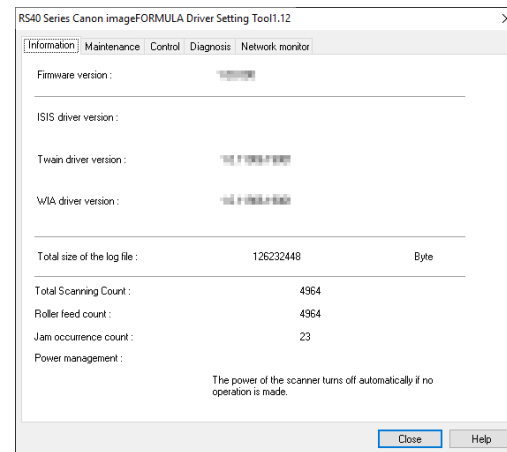 RS40 Series Canon imageFORMULA Driver Setting Tool1.12
Information Maintenance Control Diagnosis Network monitor
Firmware version :
ISIS driver version :
Twain driver version :
WIA driver version :
Total size of the log file : 126232448 Byte
Total Scanning Count : 4964
Roller feed count : 4964
Jam occurrence count : 23
Power management :
The power of the scanner turns off automatically if no
operation is made.
Close Help